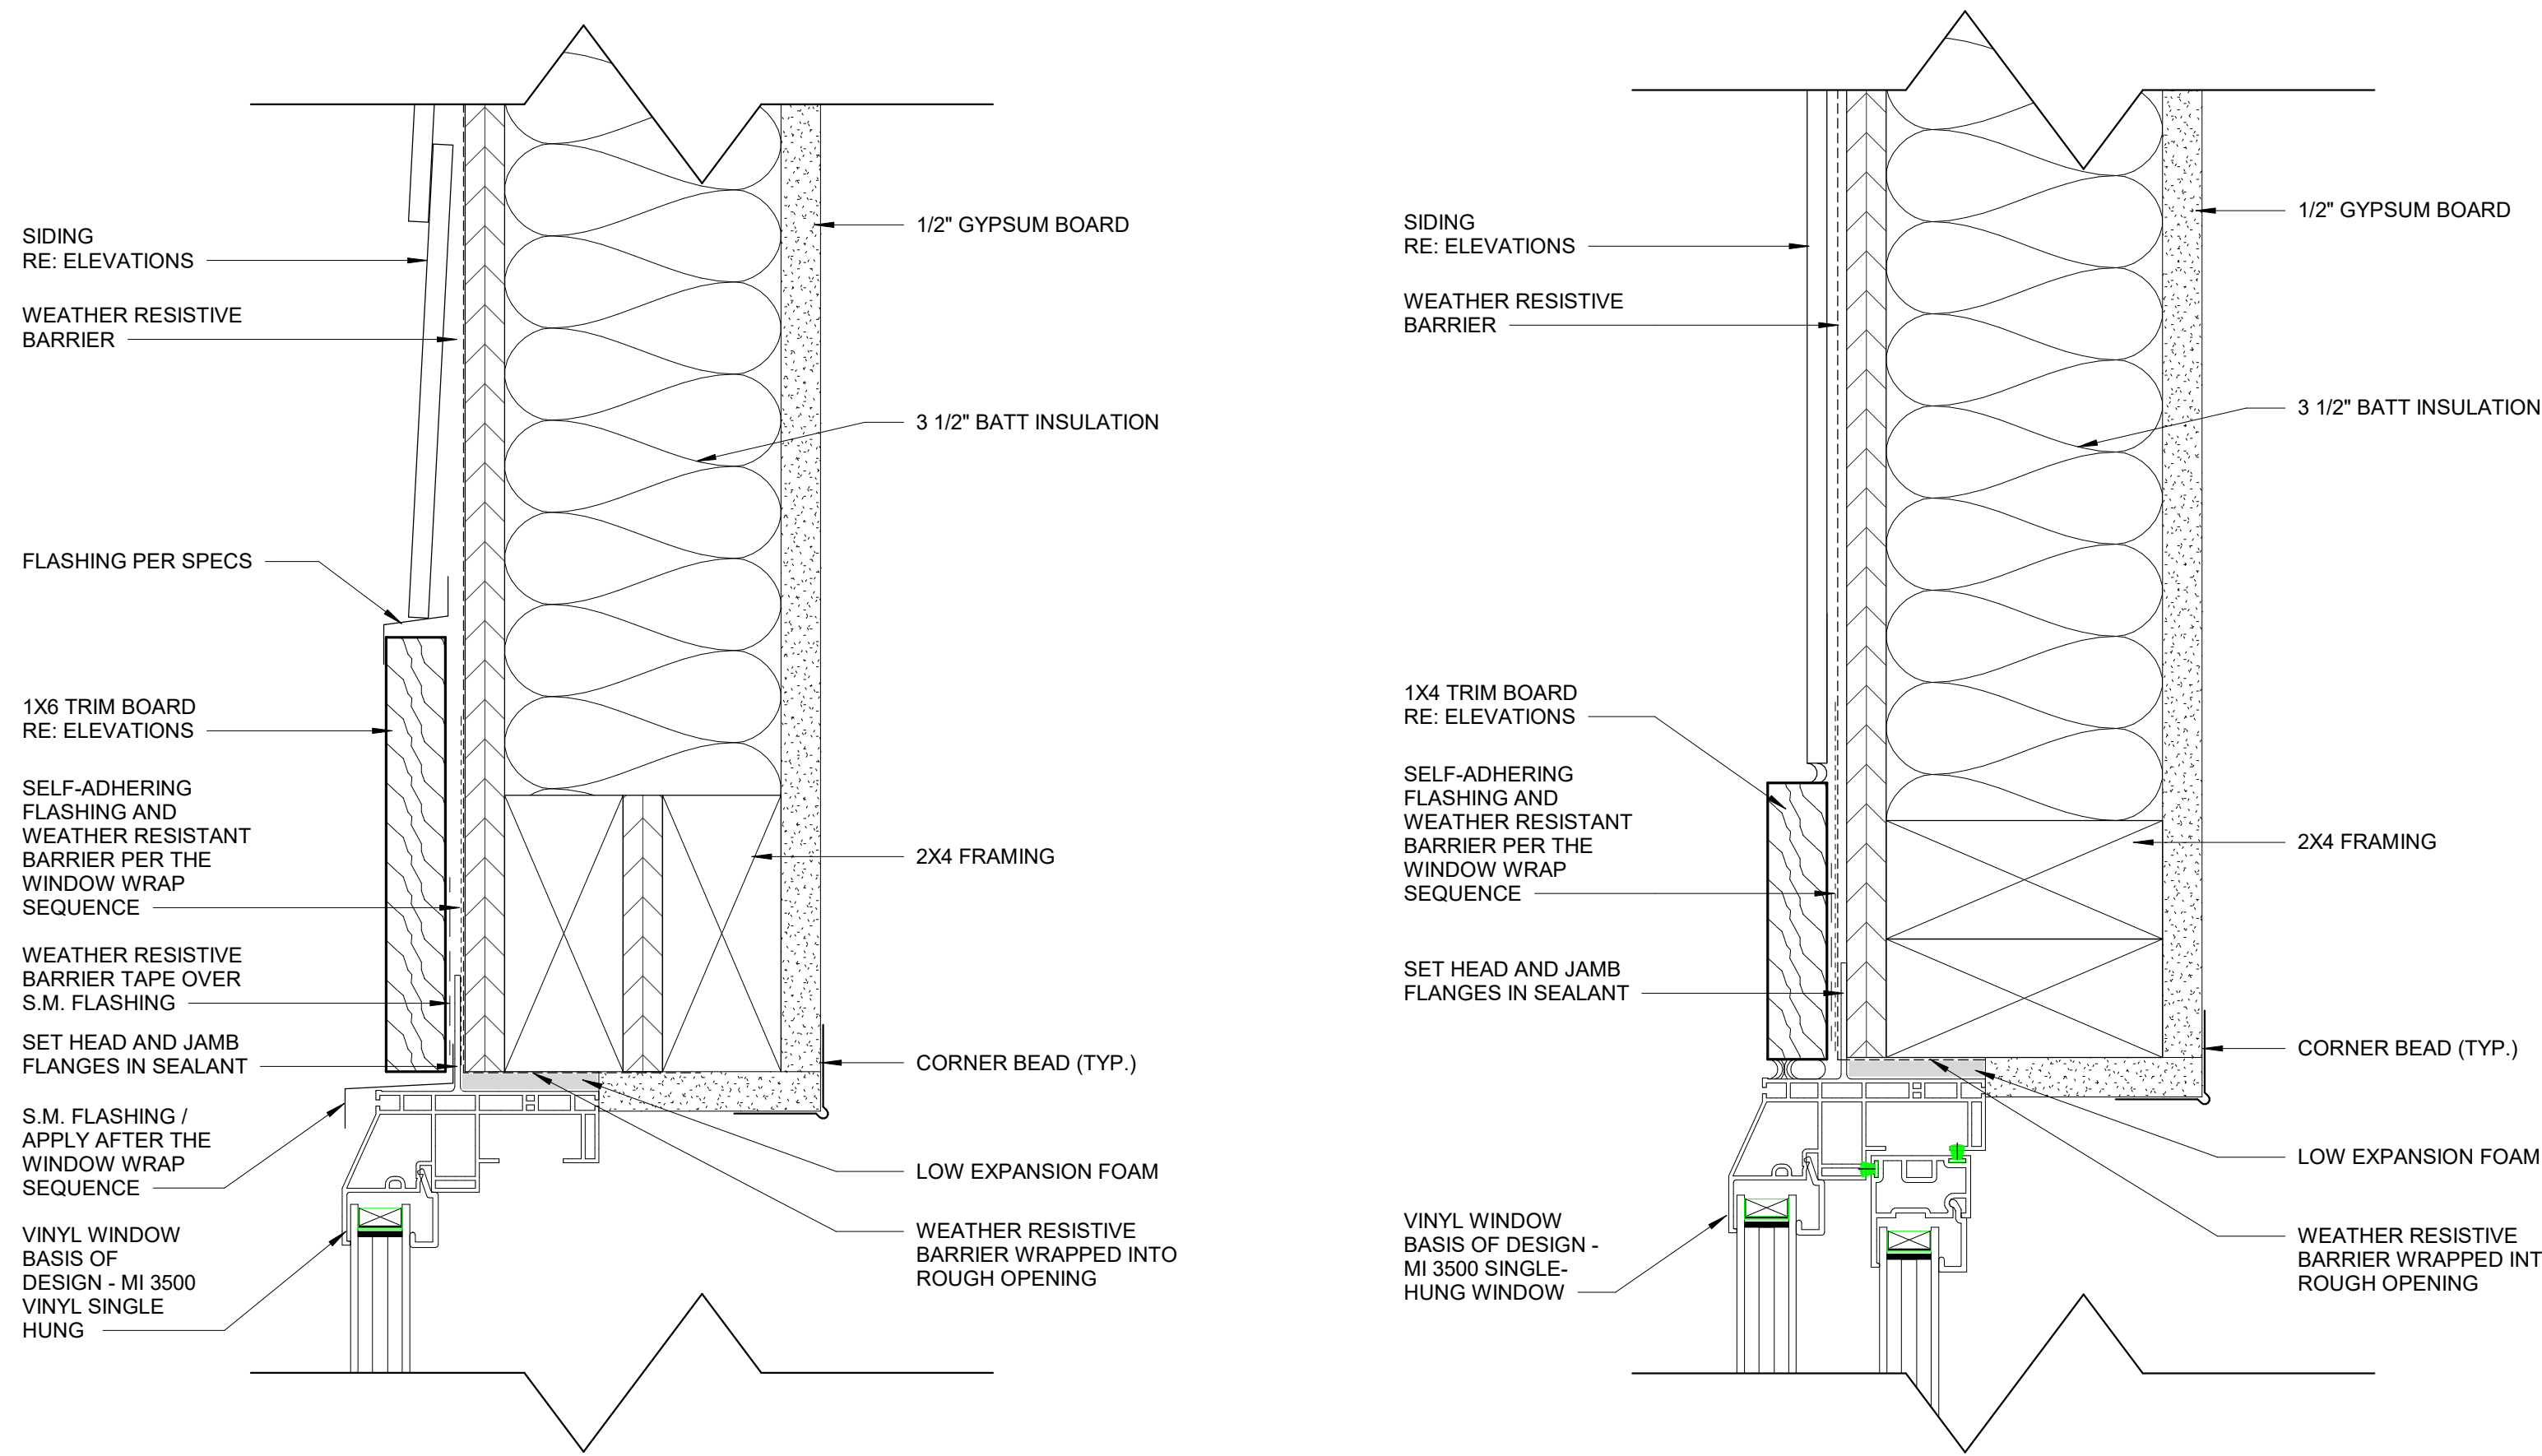 SIDING
RE: ELEVATIONS
WEATHER RESISTIVE
BARRIER
FLASHING PER SPECS
1X6 TRIM BOARD
RE: ELEVATIONS
SELF-ADHERING
FLASHING AND
WEATHER RESISTANT
BARRIER PER THE
WINDOW WRAP
SEQUENCE
WEATHER RESISTIVE
BARRIER TAPE OVER
S.M. FLASHING
SET HEAD AND JAMB
FLANGES IN SEALANT
S.M. FLASHING /
APPLY AFTER THE
WINDOW WRAP
SEQUENCE
VINYL WINDOW
BASIS OF
DESIGN - MI 3500
VINYL SINGLE
HUNG
1/2" GYPSUM BOARD
3 1/2" BATT INSULATION
2X4 FRAMING
CORNER BEAD (TYP.)
LOW EXPANSION FOAM
WEATHER RESISTIVE
BARRIER WRAPPED INTO
ROUGH OPENING
SIDING
RE: ELEVATIONS
WEATHER RESISTIVE
BARRIER
1X4 TRIM BOARD
RE: ELEVATIONS
SELF-ADHERING
FLASHING AND
WEATHER RESISTANT
BARRIER PER THE
WINDOW WRAP
SEQUENCE
SET HEAD AND JAMB
FLANGES IN SEALANT
VINYL WINDOW
BASIS OF DESIGN -
MI 3500 SINGLE-
HUNG WINDOW
1/2" GYPSUM BOARD
3 1/2" BATT INSULATION
2X4 FRAMING
CORNER BEAD (TYP.)
LOW EXPANSION FOAM
WEATHER RESISTIVE
BARRIER WRAPPED INT
ROUGH OPENING